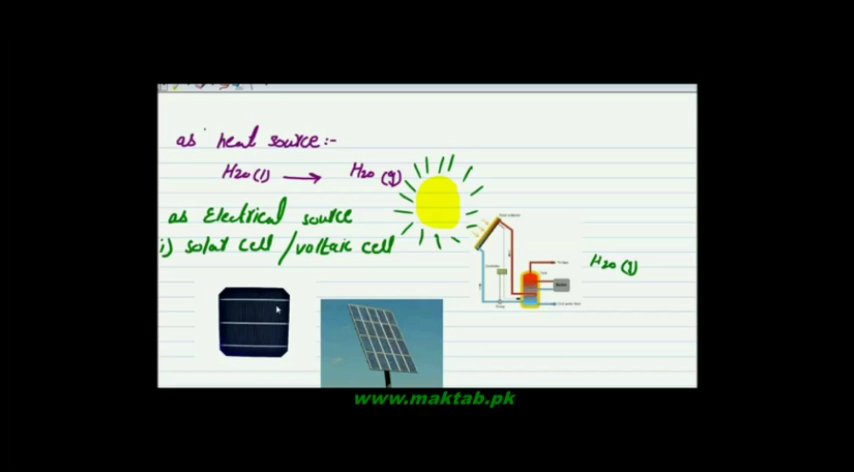 as heat source:-
H2O(l) → H2O (g)
as Electrical source
i) solar cell / voltaic cell
H2O (g)
www.maktab.pk